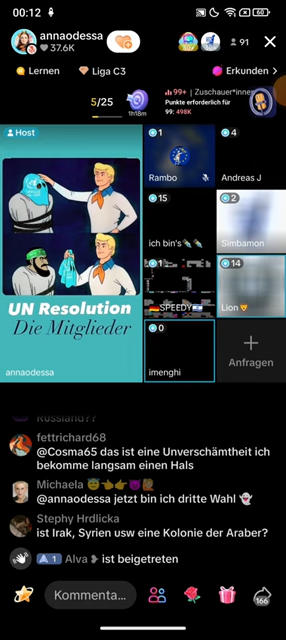 00:12
60
annaodessa
37.6K
91
Lernen
Liga C3
Erkunden
5/25
1h18m
99+ | Zuschauer*innen
Punkte erforderlich für
99: 498K
Host
1
Rambo
4
Andreas J
15
ich bin's
2
Simbamon
1
SPEEDY
14
Lion
0
imenghi
Anfragen
UN Resolution
Die Mitglieder
annaodessa
Russland??
fettrichard68
@Cosma65 das ist eine Unverschämtheit ich
bekomme langsam einen Hals
Michaela
@annaodessa jetzt bin ich dritte Wahl
Stephy Hrdlicka
ist Irak, Syrien usw eine Kolonie der Araber?
1 Alva ist beigetreten
Kommenta...
166